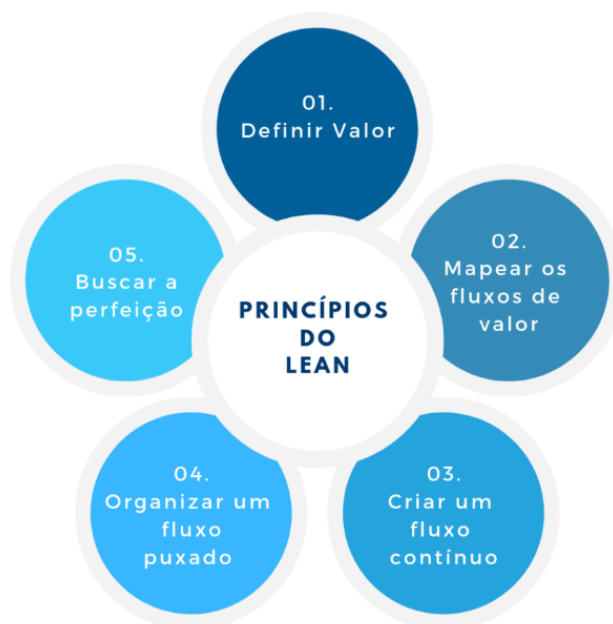 01.
Definir Valor
02.
Mapear os
fluxos de
valor
03.
Criar um
fluxo
contínuo
04.
Organizar um
fluxo
puxado
05.
Buscar a
perfeição
PRINCÍPIOS
DO
LEAN